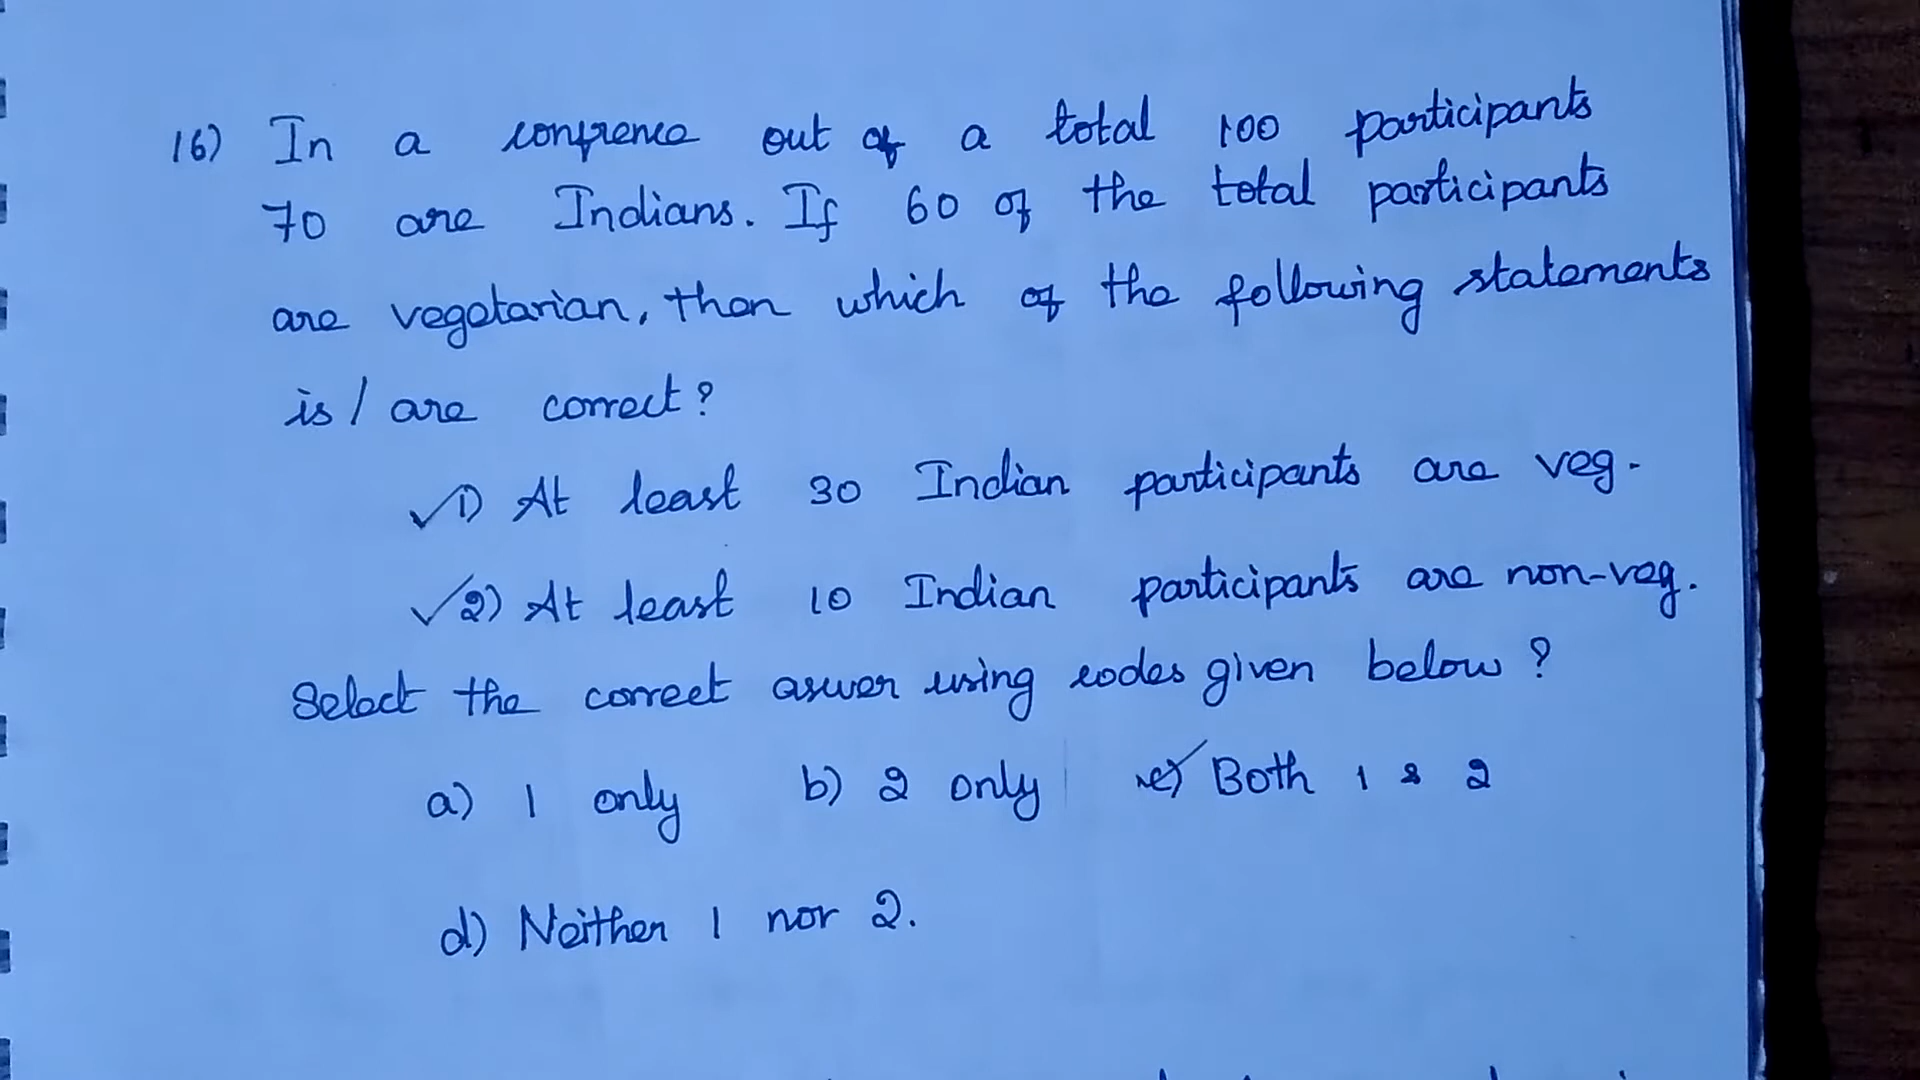 16) In a confrence out of a total 100 participants
70 are Indians. If 60 of the total participants
are vegetarian, then which of the following statements
is / are correct?
✓1) At least 30 Indian participants are veg.
✓2) At least 10 Indian participants are non-veg.
Select the correct aswer using codes given below?
a) 1 only b) 2 only ✓c) Both 1 & 2
d) Neither 1 nor 2.